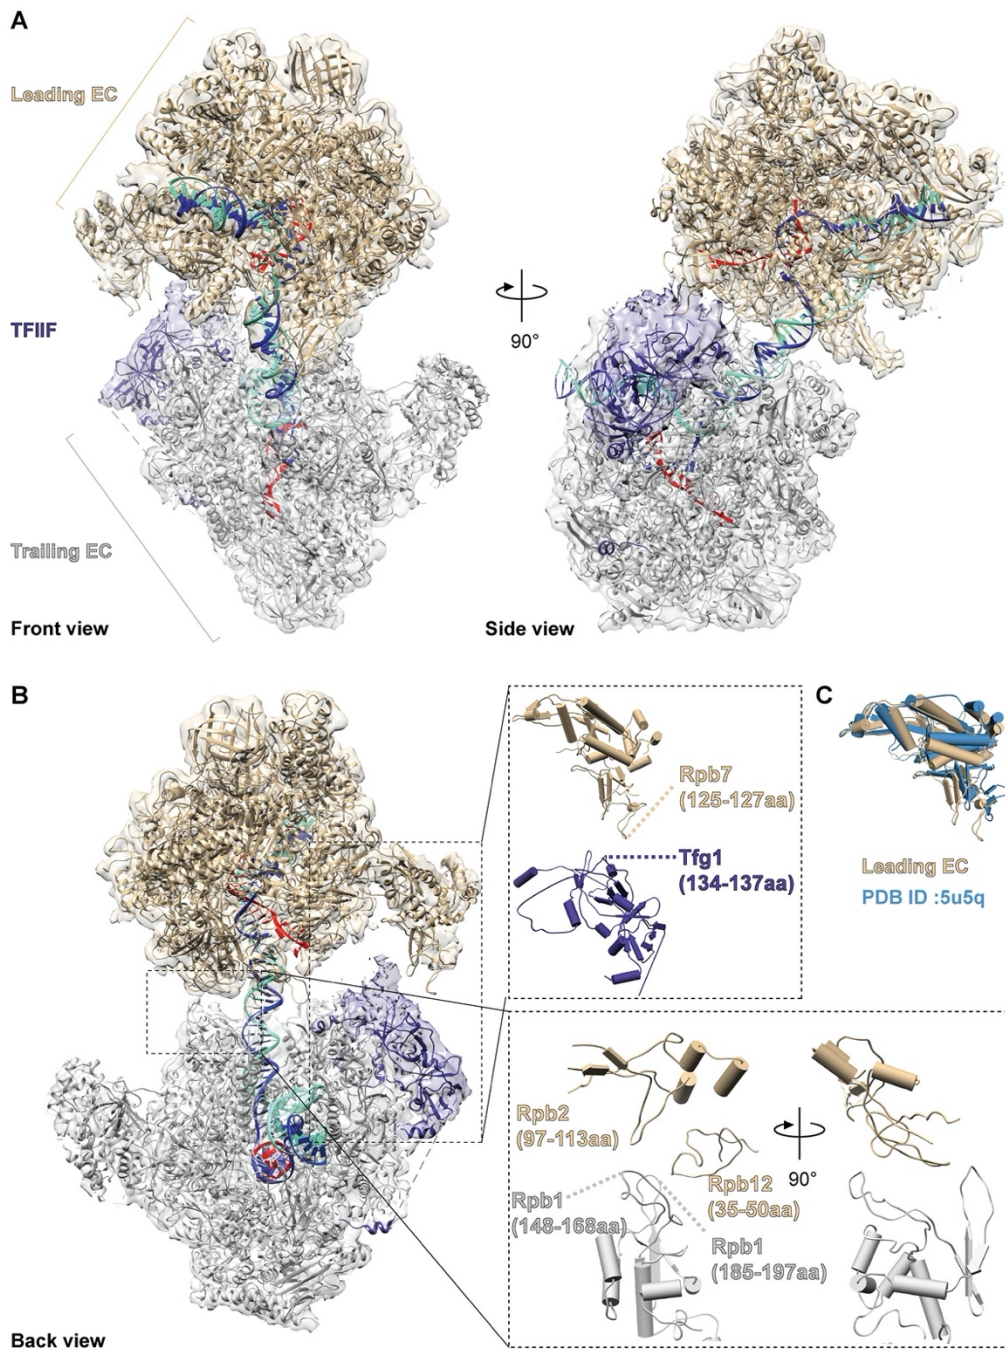 A
Leading EC
TFIIF
90°
Trailing EC
Front view
Side view
B
C
Rpb7
(125-127aa)
Tfg1
(134-137aa)
Leading EC
PDB ID :5u5q
Rpb2
(97-113aa)
90°
Rpb12
(35-50aa)
Rpb1
(148-168aa)
Rpb1
(185-197aa)
Back view